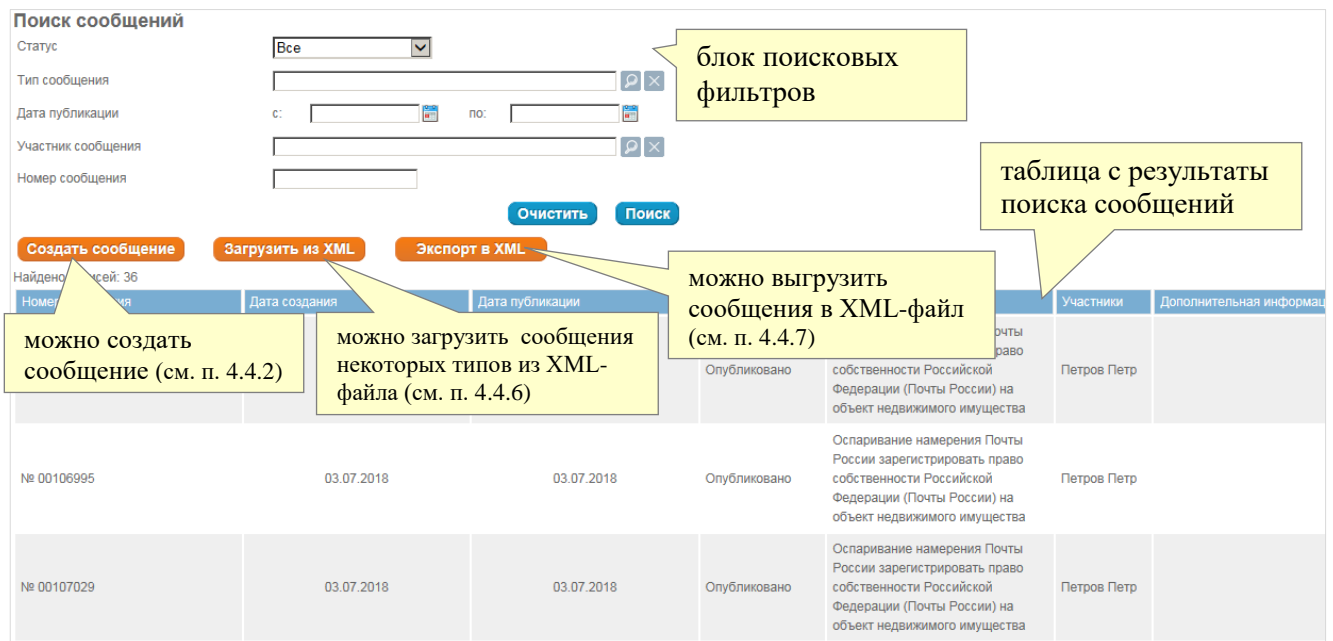 Поиск сообщений
Статус
Все
блок поисковых
фильтров
Тип сообщения
Дата публикации
с:
по:
Участник сообщения
Номер сообщения
таблица с результаты
поиска сообщений
Очистить
Поиск
Создать сообщение
Загрузить из XML
Экспорт в XML
36
Дата создания
Дата публикации
Участники
Дополнительная информац
можно выгрузить
сообщения в XML-файл
(см. п. 4.4.7)
можно создать
сообщение (см. п. 4.4.2)
можно загрузить сообщения
некоторых типов из XML-
файла (см. п. 4.4.6)
Опубликовано
собственности Российской
Федерации (Почты России) на
объект недвижимого имущества
Петров Петр
№ 00106995
03.07.2018
03.07.2018
Опубликовано
Оспаривание намерения Почты
России зарегистрировать право
собственности Российской
Федерации (Почты России) на
объект недвижимого имущества
Петров Петр
№ 00107029
03.07.2018
03.07.2018
Опубликовано
Оспаривание намерения Почты
России зарегистрировать право
собственности Российской
Федерации (Почты России) на
объект недвижимого имущества
Петров Петр